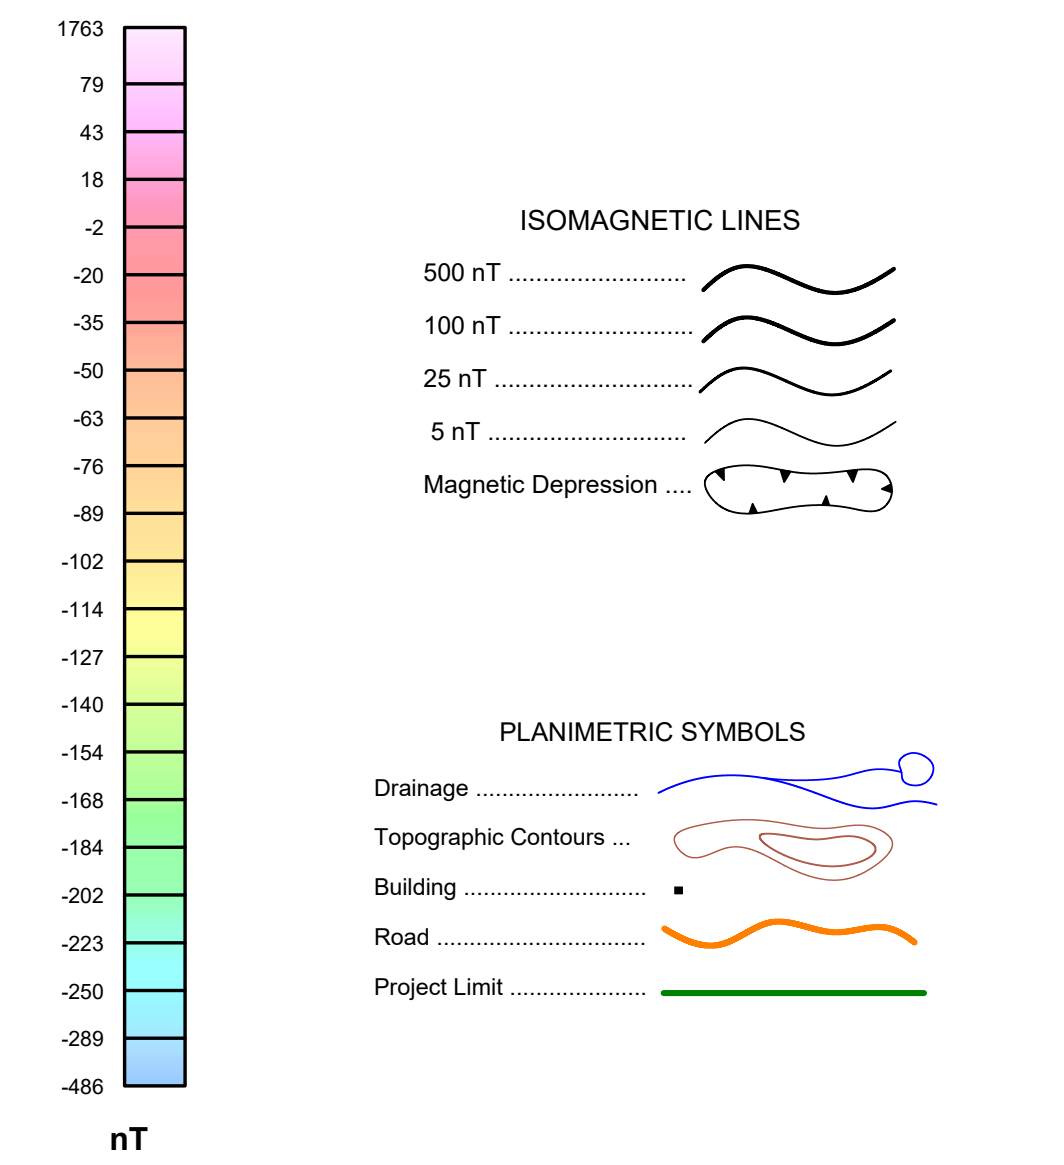 1763
79
43
18
-2
-20
-35
-50
-63
-76
-89
-102
-114
-127
-140
-154
-168
-184
-202
-223
-250
-289
-486
nT
ISOMAGNETIC LINES
500 nT ..........................
100 nT ...........................
25 nT .............................
5 nT .............................
Magnetic Depression ....
PLANIMETRIC SYMBOLS
Drainage .........................
Topographic Contours ...
Building ............................
Road ................................
Project Limit .....................